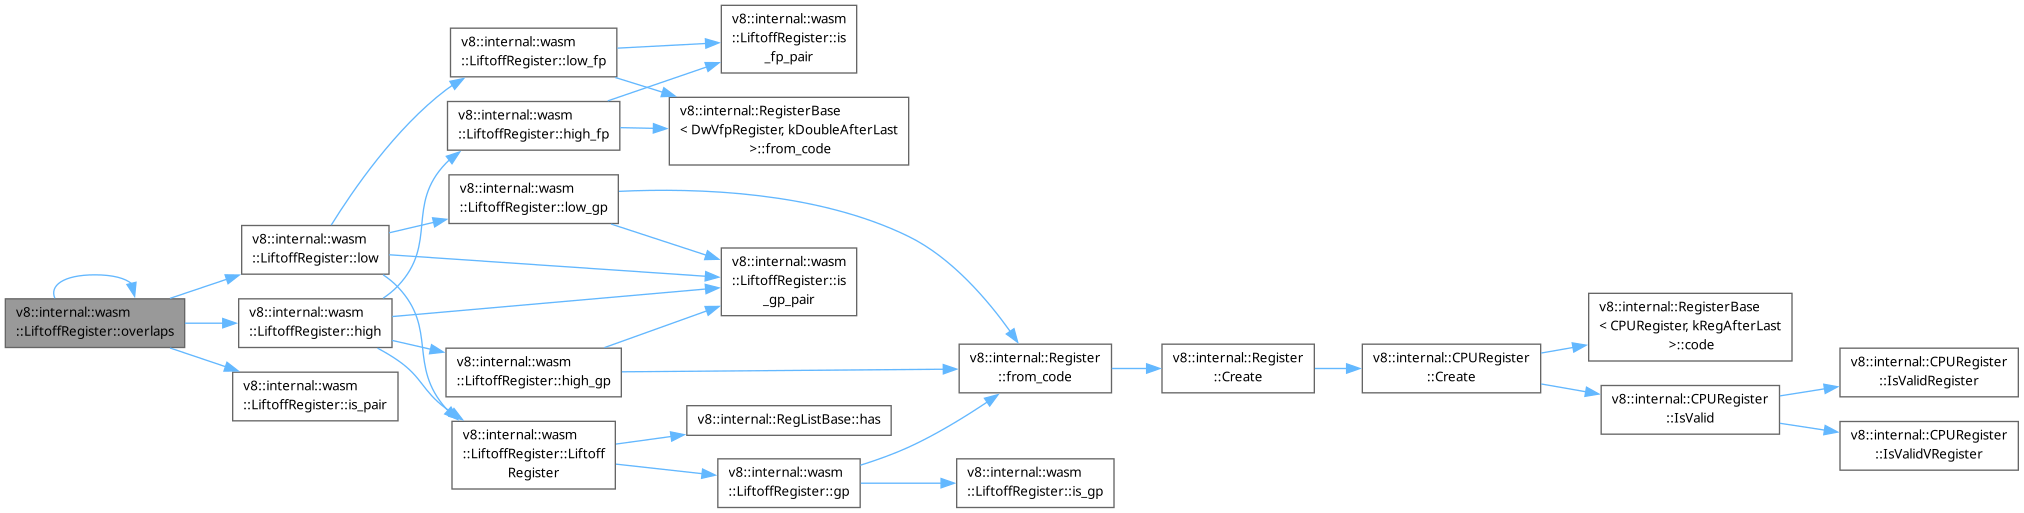 v8::internal::wasm
::LiftoffRegister::overlaps
v8::internal::wasm
::LiftoffRegister::low
v8::internal::wasm
::LiftoffRegister::high
v8::internal::wasm
::LiftoffRegister::is_pair
v8::internal::wasm
::LiftoffRegister::low_fp
v8::internal::wasm
::LiftoffRegister::high_fp
v8::internal::wasm
::LiftoffRegister::low_gp
v8::internal::wasm
::LiftoffRegister::high_gp
v8::internal::wasm
::LiftoffRegister::Liftoff
Register
v8::internal::wasm
::LiftoffRegister::is
_fp_pair
v8::internal::RegisterBase
< DwVfpRegister, kDoubleAfterLast
>::from_code
v8::internal::wasm
::LiftoffRegister::is
_gp_pair
v8::internal::RegListBase::has
v8::internal::wasm
::LiftoffRegister::gp
v8::internal::Register
::from_code
v8::internal::wasm
::LiftoffRegister::is_gp
v8::internal::Register
::Create
v8::internal::CPURegister
::Create
v8::internal::RegisterBase
< CPURegister, kRegAfterLast
>::code
v8::internal::CPURegister
::IsValid
v8::internal::CPURegister
::IsValidRegister
v8::internal::CPURegister
::IsValidVRegister